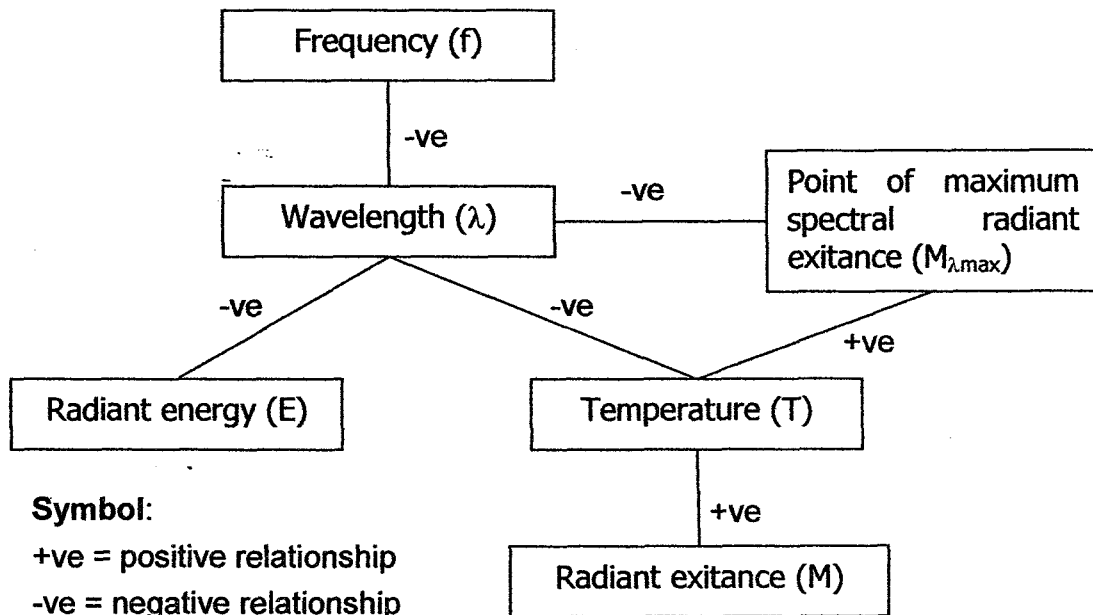 Frequency (f)
-ve
Wavelength (λ)
-ve
Point of maximum
spectral radiant
exitance (Mλmax)
-ve
-ve
+ve
Radiant energy (E)
Temperature (T)
+ve
Radiant exitance (M)
Symbol:
+ve = positive relationship
-ve = negative relationship